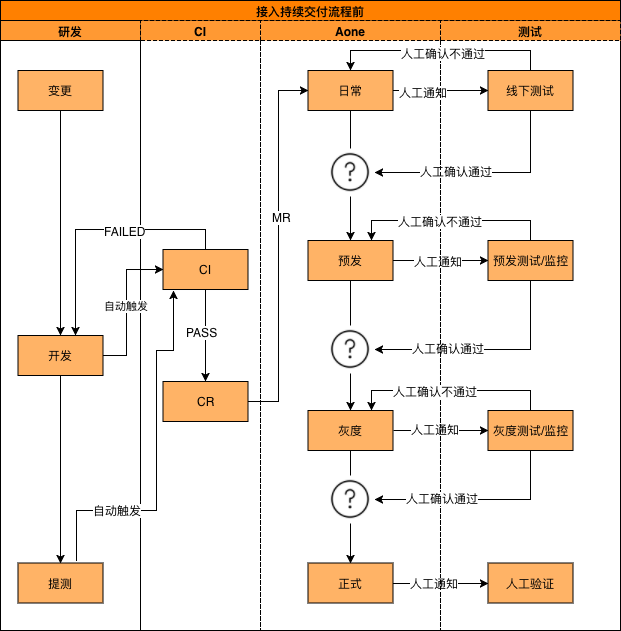 接入持续交付流程前
研发
CI
Aone
测试
人工确认不通过
变更
日常
人工通知
线下测试
?
人工确认通过
MR
人工确认不通过
FAILED
CI
预发
人工通知
预发测试/监控
自动触发
PASS
开发
?
人工确认通过
人工确认不通过
CR
灰度
人工通知
灰度测试/监控
?
人工确认通过
自动触发
提测
正式
人工通知
人工验证